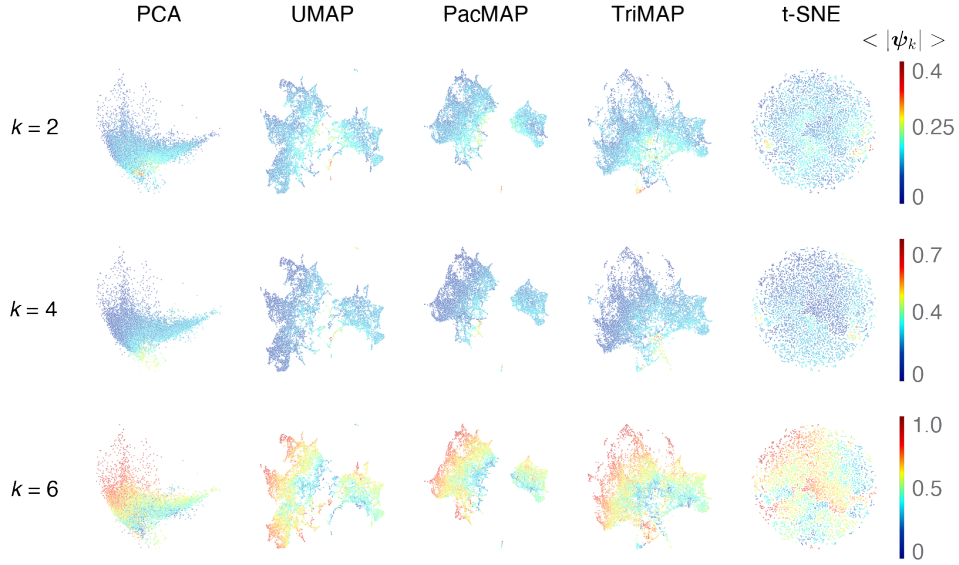 PCA UMAP PacMAP TriMAP t-SNE
< |ψₖ| >
k = 2
0.4
0.25
0
k = 4
0.7
0.4
0
k = 6
1.0
0.5
0